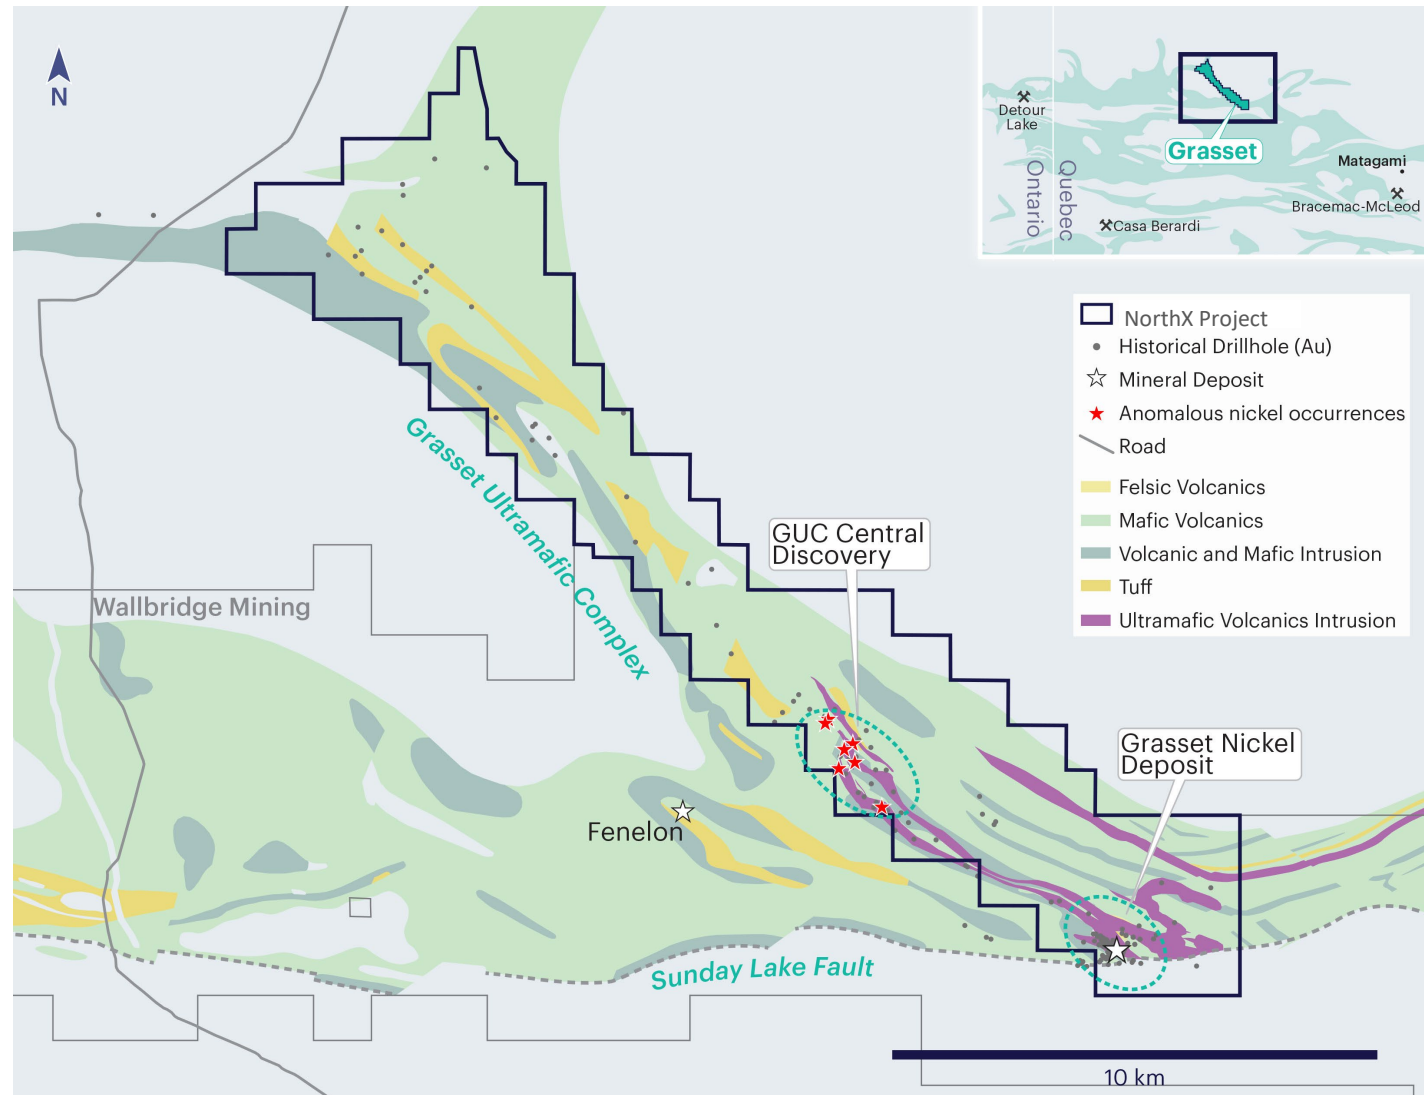 N
Detour
Lake
Grasset
Matagami
Bracemac-McLeod
Casa Berardi
Ontario
Quebec
NorthX Project
Historical Drillhole (Au)
Mineral Deposit
Anomalous nickel occurrences
Road
Felsic Volcanics
Mafic Volcanics
Volcanic and Mafic Intrusion
Tuff
Ultramafic Volcanics Intrusion
Grasset Ultramafic Complex
GUC Central
Discovery
Wallbridge Mining
Grasset Nickel
Deposit
Fenelon
Sunday Lake Fault
10 km